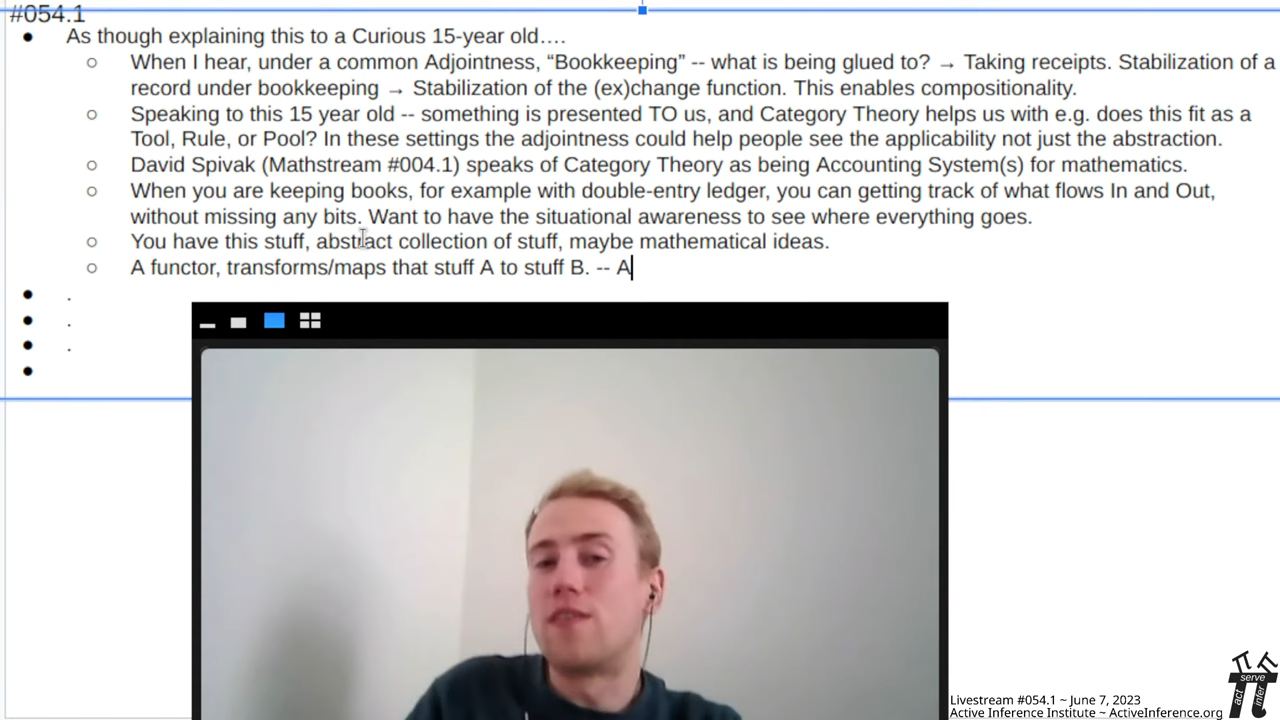 #054.1
● As though explaining this to a Curious 15-year old….
○ When I hear, under a common Adjointness, “Bookkeeping” -- what is being glued to? → Taking receipts. Stabilization of a
record under bookkeeping → Stabilization of the (ex)change function. This enables compositionality.
○ Speaking to this 15 year old -- something is presented TO us, and Category Theory helps us with e.g. does this fit as a
Tool, Rule, or Pool? In these settings the adjointness could help people see the applicability not just the abstraction.
○ David Spivak (Mathstream #004.1) speaks of Category Theory as being Accounting System(s) for mathematics.
○ When you are keeping books, for example with double-entry ledger, you can getting track of what flows In and Out,
without missing any bits. Want to have the situational awareness to see where everything goes.
○ You have this stuff, abstract collection of stuff, maybe mathematical ideas.
○ A functor, transforms/maps that stuff A to stuff B. -- A
● .
● .
● .
●
act serve infer
Livestream #054.1 ~ June 7, 2023
Active Inference Institute ~ ActiveInference.org